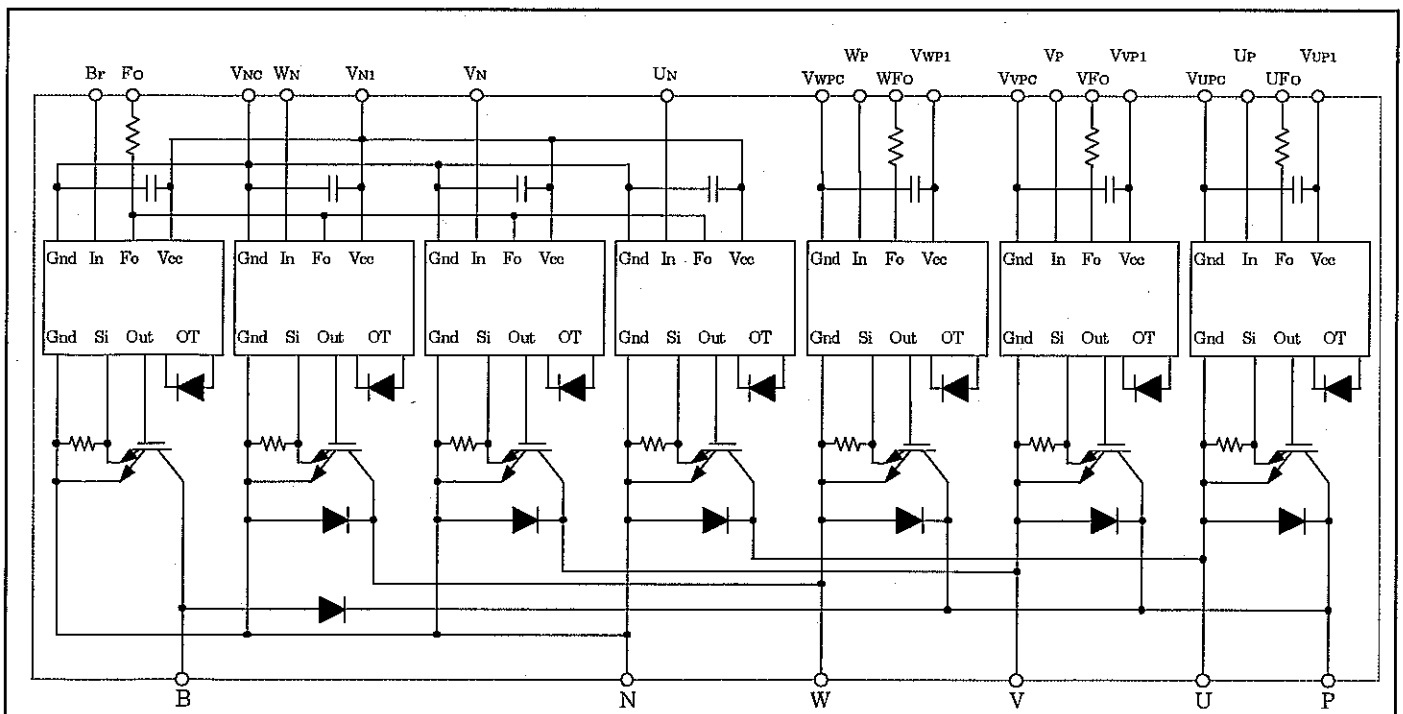 WP VWP1 VP VVP1 UP VUP1
Br FO VNC WN VN1 VN UN VWPC WFO VVPC VFO VUPC UFO
Gnd In Fo Vcc Gnd In Fo Vcc Gnd In Fo Vcc Gnd In Fo Vcc Gnd In Fo Vcc Gnd In Fo Vcc Gnd In Fo Vcc
Gnd Si Out OT Gnd Si Out OT Gnd Si Out OT Gnd Si Out OT Gnd Si Out OT Gnd Si Out OT Gnd Si Out OT
B N W V U P